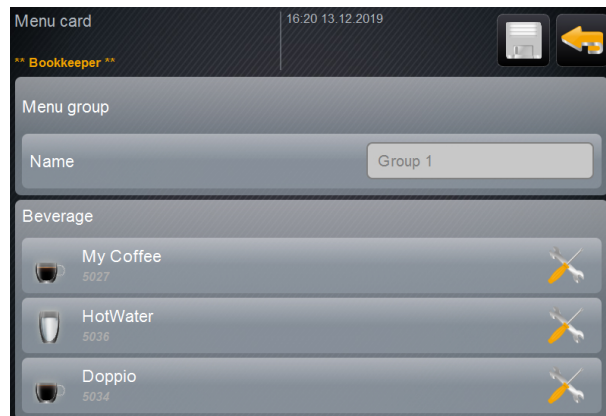 Menu card
16:20 13.12.2019
** Bookkeeper **
Menu group
Name
Group 1
Beverage
My Coffee
5027
HotWater
5036
Doppio
5034